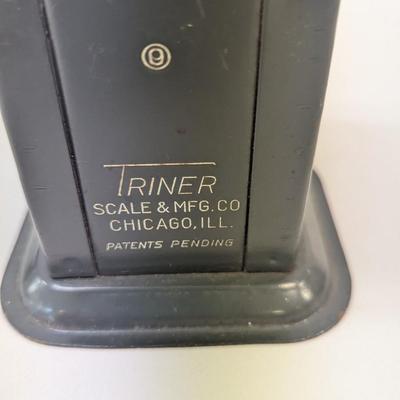 TRINER
SCALE & MFG. CO
CHICAGO, ILL.
PATENTS PENDING